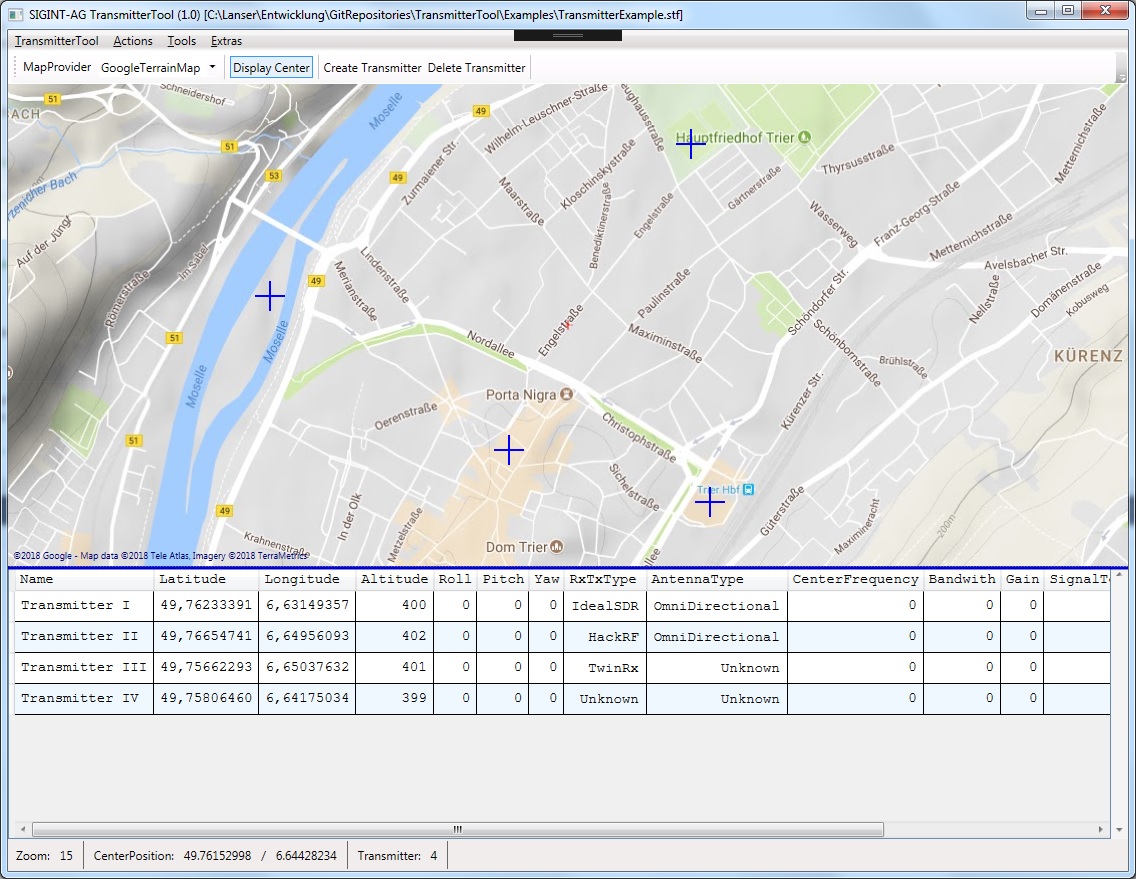 SIGINT-AG TransmitterTool (1.0) [C:\Lanser\Entwicklung\GitRepositories\TransmitterTool\Examples\TransmitterExample.stf]
TransmitterTool Actions Tools Extras
MapProvider GoogleTerrainMap Display Center Create Transmitter Delete Transmitter
51
Schneidershof
Moselle
49
Wilhelm-Leuschner-Straße
Hauptfriedhof Trier
Metternichstraße
51
Zurmaiener Str.
Kloschinskystraße
Thyrsusstraße
53
49
Maarstraße
Benediktinerstraße
Engelstraße
Gärtnerstraße
Wasserweg
Franz-Georg-Straße
Metternichstraße
Auf der Jüngt
Im Sabel
Römerstraße
Lindenstraße
Merianstraße
49
Avelsbacher Str.
Domänenstraße
Kobusweg
Nellstraße
Paulinstraße
Schöndorfer Str.
51
Moselle
Moselle
Nordallee
Engelstraße
Maximinstraße
Schönbornstraße
Brühlstraße
KÜRENZ
Porta Nigra
Kürenzer Str.
Oerenstraße
Christophstraße
51
Sichelstraße
Trier Hbf
Güterstraße
Maximineracht
200m
49
In der Olk
Metzelstraße
Krahnenstraße
Dom Trier
©2018 Google - Map data ©2018 Tele Atlas, Imagery ©2018 TerraMetrics
Name Latitude Longitude Altitude Roll Pitch Yaw RxTxType AntennaType CenterFrequency Bandwith Gain
Transmitter I 49,76233391 6,63149357 400 0 0 0 IdealSDR OmniDirectional 0 0 0
Transmitter II 49,76654741 6,64956093 402 0 0 0 HackRF OmniDirectional 0 0 0
Transmitter III 49,75662293 6,65037632 401 0 0 0 TwinRx Unknown 0 0 0
Transmitter IV 49,75806460 6,64175034 399 0 0 0 Unknown Unknown 0 0 0
Zoom: 15 CenterPosition: 49.76152998 / 6.64428234 Transmitter: 4